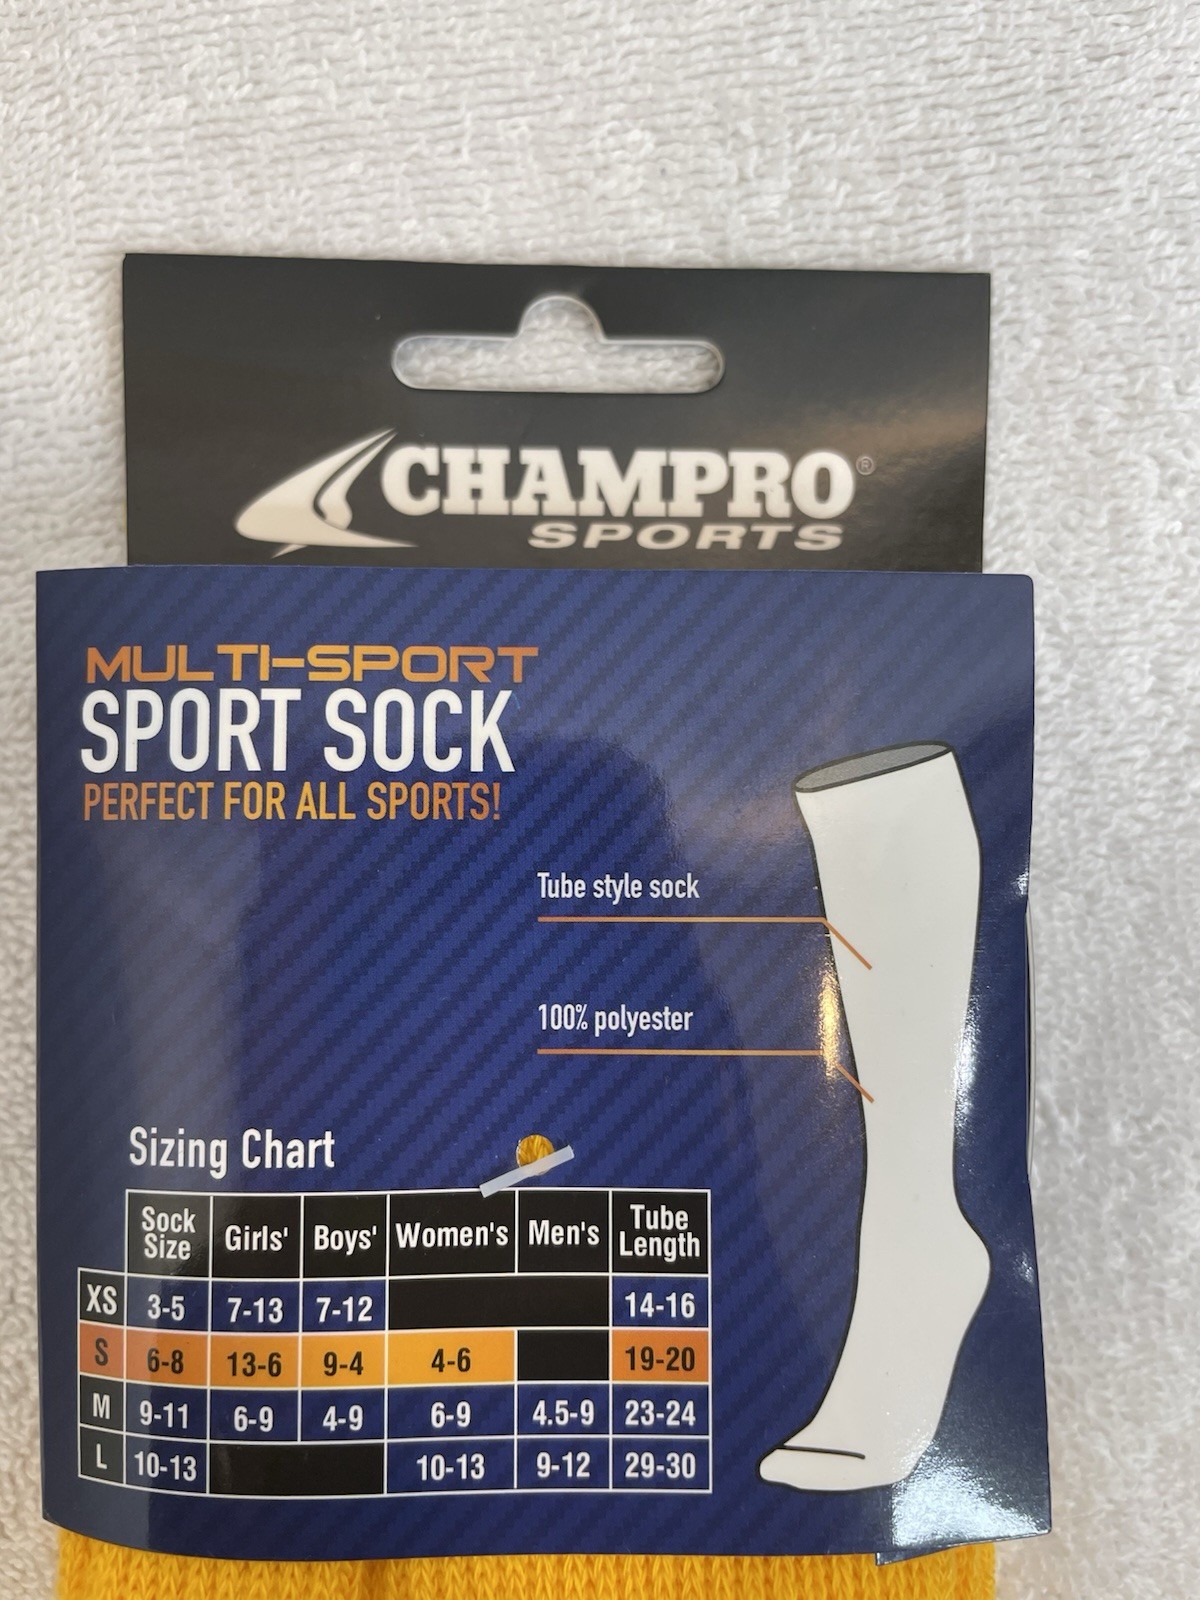 CHAMPRO®
SPORTS
MULTI-SPORT
SPORT SOCK
PERFECT FOR ALL SPORTS!
Tube style sock
100% polyester
Sizing Chart
Sock Size Girls' Boys' Women's Men's Tube Length
XS 3-5 7-13 7-12 14-16
S 6-8 13-6 9-4 4-6 19-20
M 9-11 6-9 4-9 6-9 4.5-9 23-24
L 10-13 10-13 9-12 29-30